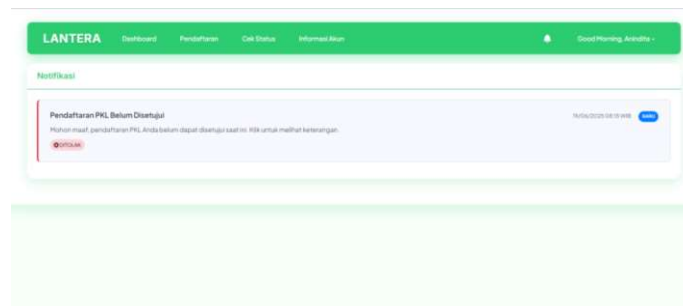 LANTERA Dashboard Pendaftaran Cek Status Informasi Akun Good Morning, Anindita
Notifikasi
Pendaftaran PKL Belum Disetujui
Mohon maaf, pendaftaran PKL Anda belum dapat disetujui saat ini. Klik untuk melihat keterangan.
WIB BARU
DITOLAK